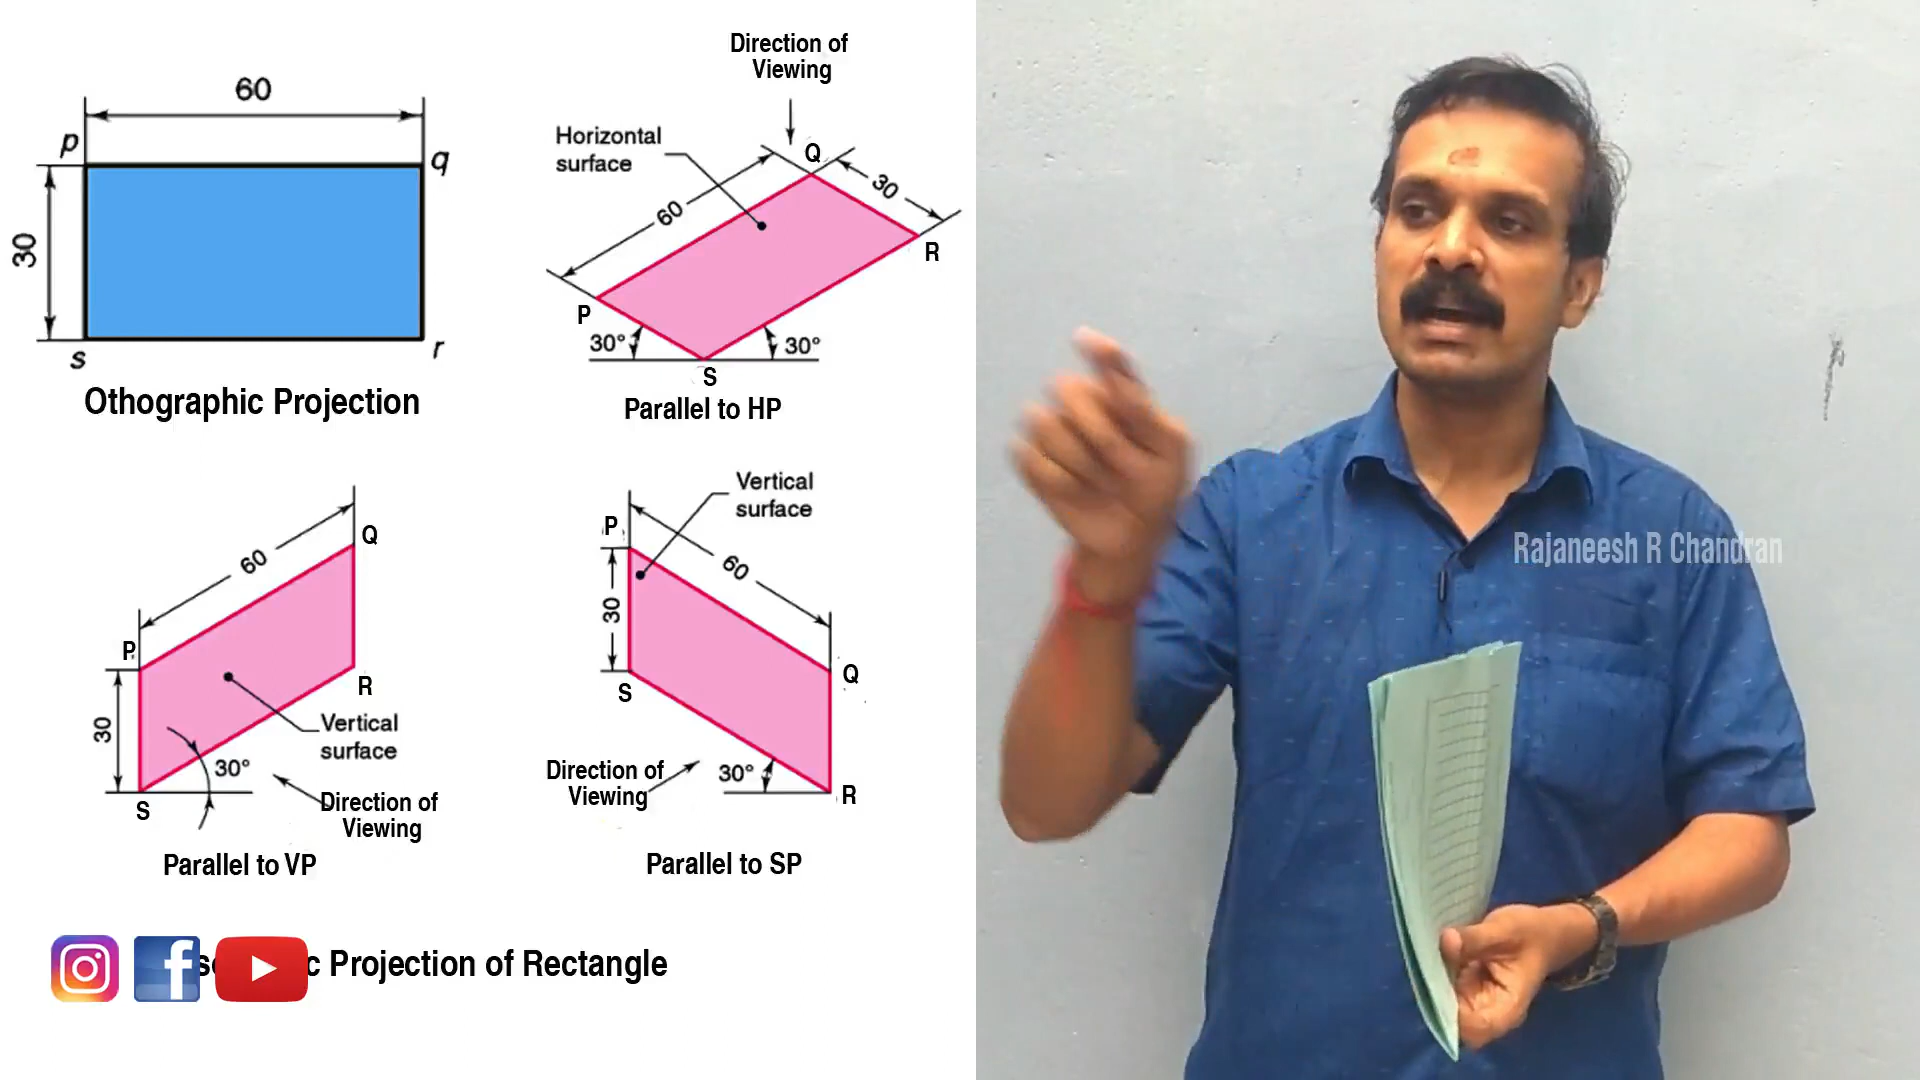 60
p
q
30
s
r
Othographic Projection
Direction of
Viewing
Horizontal
surface
Q
60
30
R
P
30°
30°
S
Parallel to HP
Q
60
P
R
30
Vertical
surface
30°
S
Direction of
Viewing
Parallel to VP
Vertical
surface
P
60
30
S
Q
Direction of
Viewing
30°
R
Parallel to SP
Projection of Rectangle
Rajaneesh R Chandran